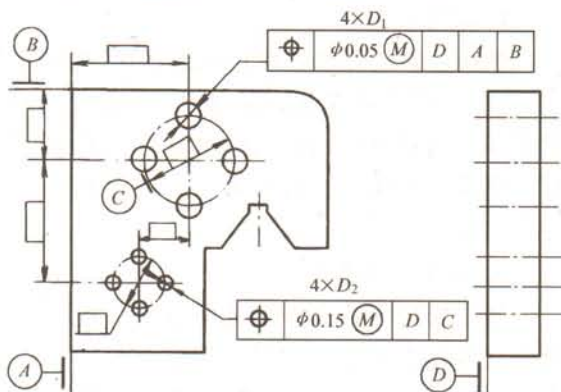 4×D₁
⌖ φ0.05 Ⓜ D A B
B
C
4×D₂
⌖ φ0.15 Ⓜ D C
A
D